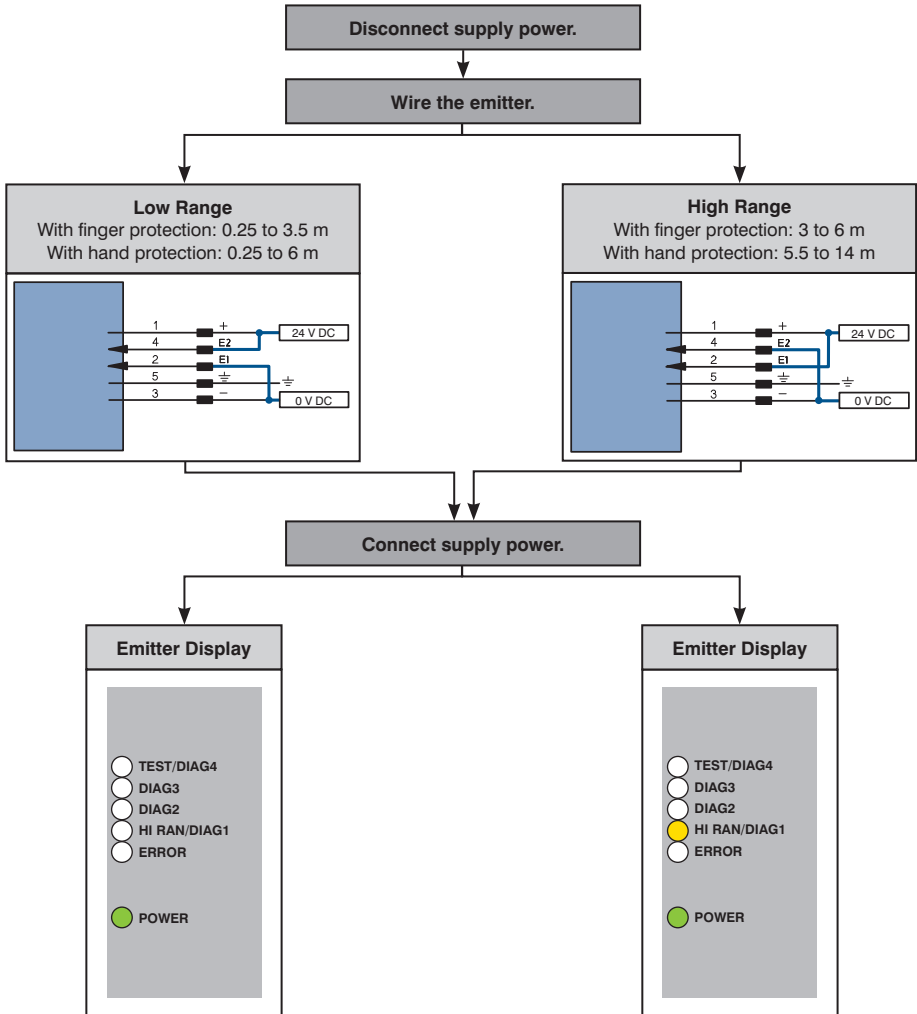 Disconnect supply power.
Wire the emitter.
Low Range
With finger protection: 0.25 to 3.5 m
With hand protection: 0.25 to 6 m
1 + 24 V DC
4 E2
2 E1
5
3 − 0 V DC
High Range
With finger protection: 3 to 6 m
With hand protection: 5.5 to 14 m
1 + 24 V DC
4 E2
2 E1
5
3 − 0 V DC
Connect supply power.
Emitter Display
TEST/DIAG4
DIAG3
DIAG2
HI RAN/DIAG1
ERROR
POWER
Emitter Display
TEST/DIAG4
DIAG3
DIAG2
HI RAN/DIAG1
ERROR
POWER